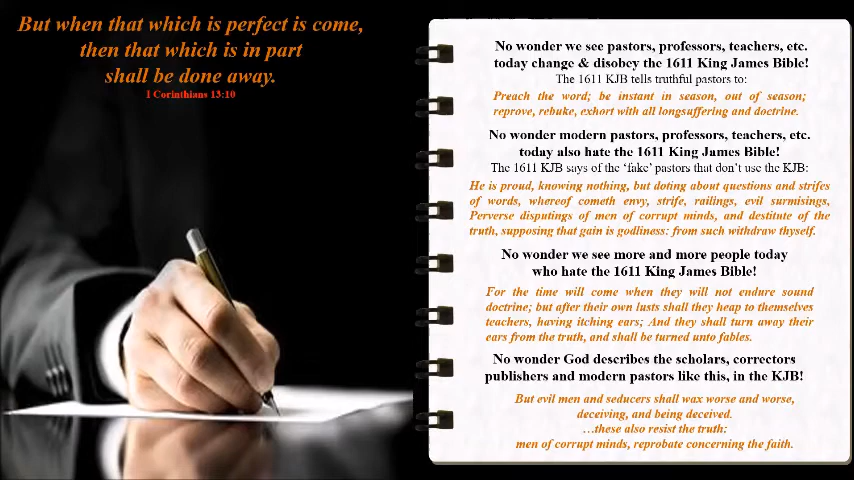 But when that which is perfect is come,
then that which is in part
shall be done away.
I Corinthians 13:10
No wonder we see pastors, professors, teachers, etc.
today change & disobey the 1611 King James Bible!
The 1611 KJB tells truthful pastors to:
Preach the word; be instant in season, out of season;
reprove, rebuke, exhort with all longsuffering and doctrine.
No wonder modern pastors, professors, teachers, etc.
today also hate the 1611 King James Bible!
The 1611 KJB says of the ‘fake’ pastors that don’t use the KJB:
He is proud, knowing nothing, but doting about questions and strifes
of words, whereof cometh envy, strife, railings, evil surmisings,
Perverse disputings of men of corrupt minds, and destitute of the
truth, supposing that gain is godliness: from such withdraw thyself.
No wonder we see more and more people today
who hate the 1611 King James Bible!
For the time will come when they will not endure sound
doctrine; but after their own lusts shall they heap to themselves
teachers, having itching ears; And they shall turn away their
ears from the truth, and shall be turned unto fables.
No wonder God describes the scholars, correctors
publishers and modern pastors like this, in the KJB!
But evil men and seducers shall wax worse and worse,
deceiving, and being deceived.
…these also resist the truth:
men of corrupt minds, reprobate concerning the faith.